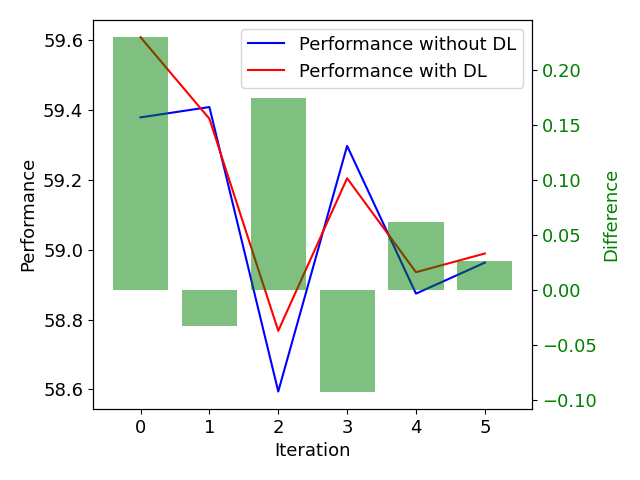 Performance without DL
Performance with DL
59.6
59.4
59.2
59.0
58.8
58.6
Performance
0.20
0.15
0.10
0.05
0.00
−0.05
−0.10
Difference
0 1 2 3 4 5
Iteration